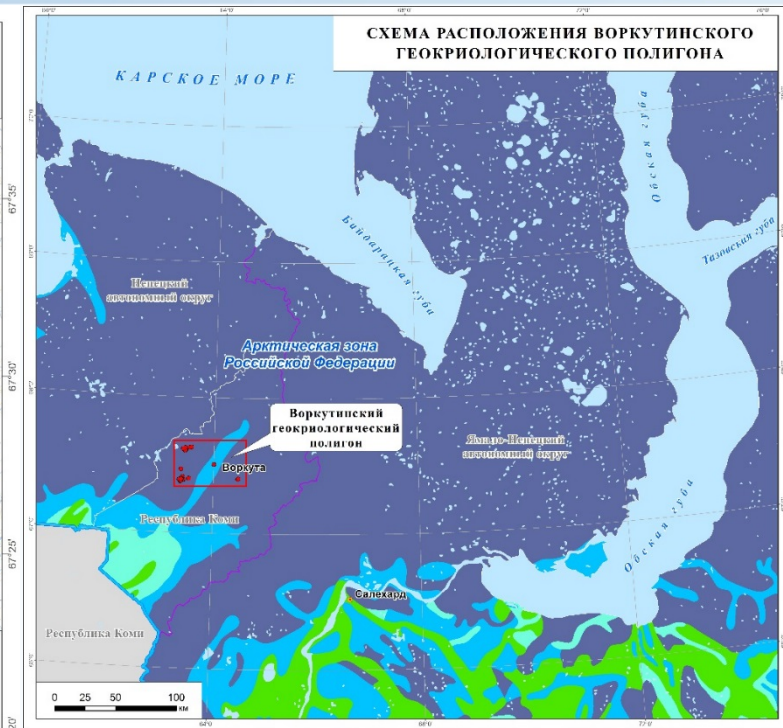 СХЕМА РАСПОЛОЖЕНИЯ ВОРКУТИНСКОГО
ГЕОКРИОЛОГИЧЕСКОГО ПОЛИГОНА
КАРСКОЕ МОРЕ
Обская губа
67°35'
Байдарацкая губа
Тазовская губа
Ненецкий
автономный округ
Арктическая зона
Российской Федерации
67°30'
Воркутинский
геокриологический
полигон
Ямало-Ненецкий
автономный округ
Воркута
Республика Коми
67°25'
Обская губа
Салехард
Республика Коми
0 25 50 100
км